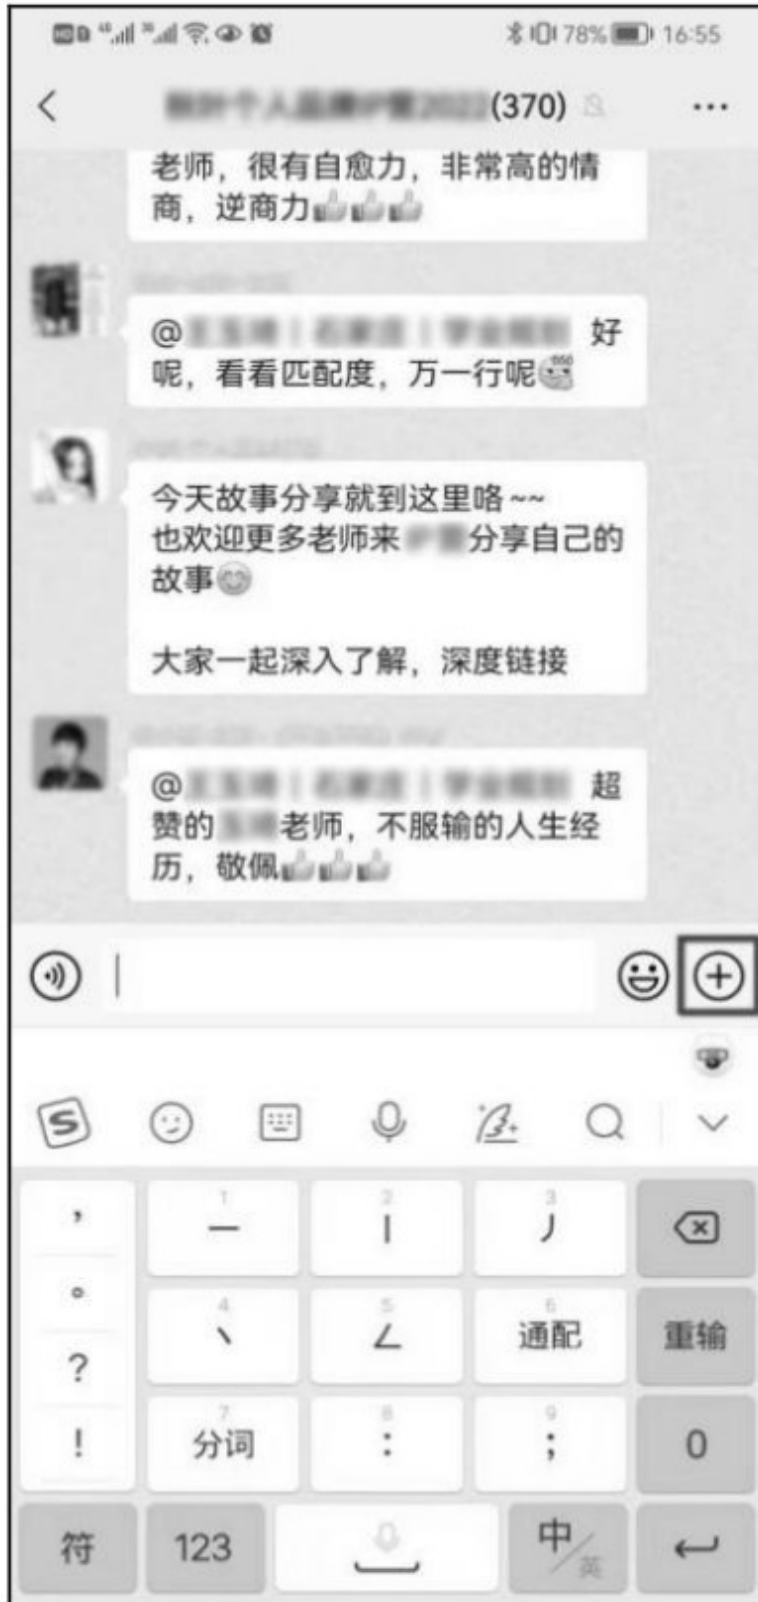 78% 16:55
(370)
老师，很有自愈力，非常高的情
商，逆商力👍👍👍
@ 好
呢，看看匹配度，万一行呢
今天故事分享就到这里咯~~
也欢迎更多老师来 分享自己的
故事😊
大家一起深入了解，深度链接
@ 超
赞的 老师，不服输的人生经
历，敬佩👍👍👍
S
， 1 一 2 丨 3 丿
。 4 丶 5 ㄥ 6 通配 重输
？
！ 7 分词 8 ： 9 ； 0
符 123 中/英